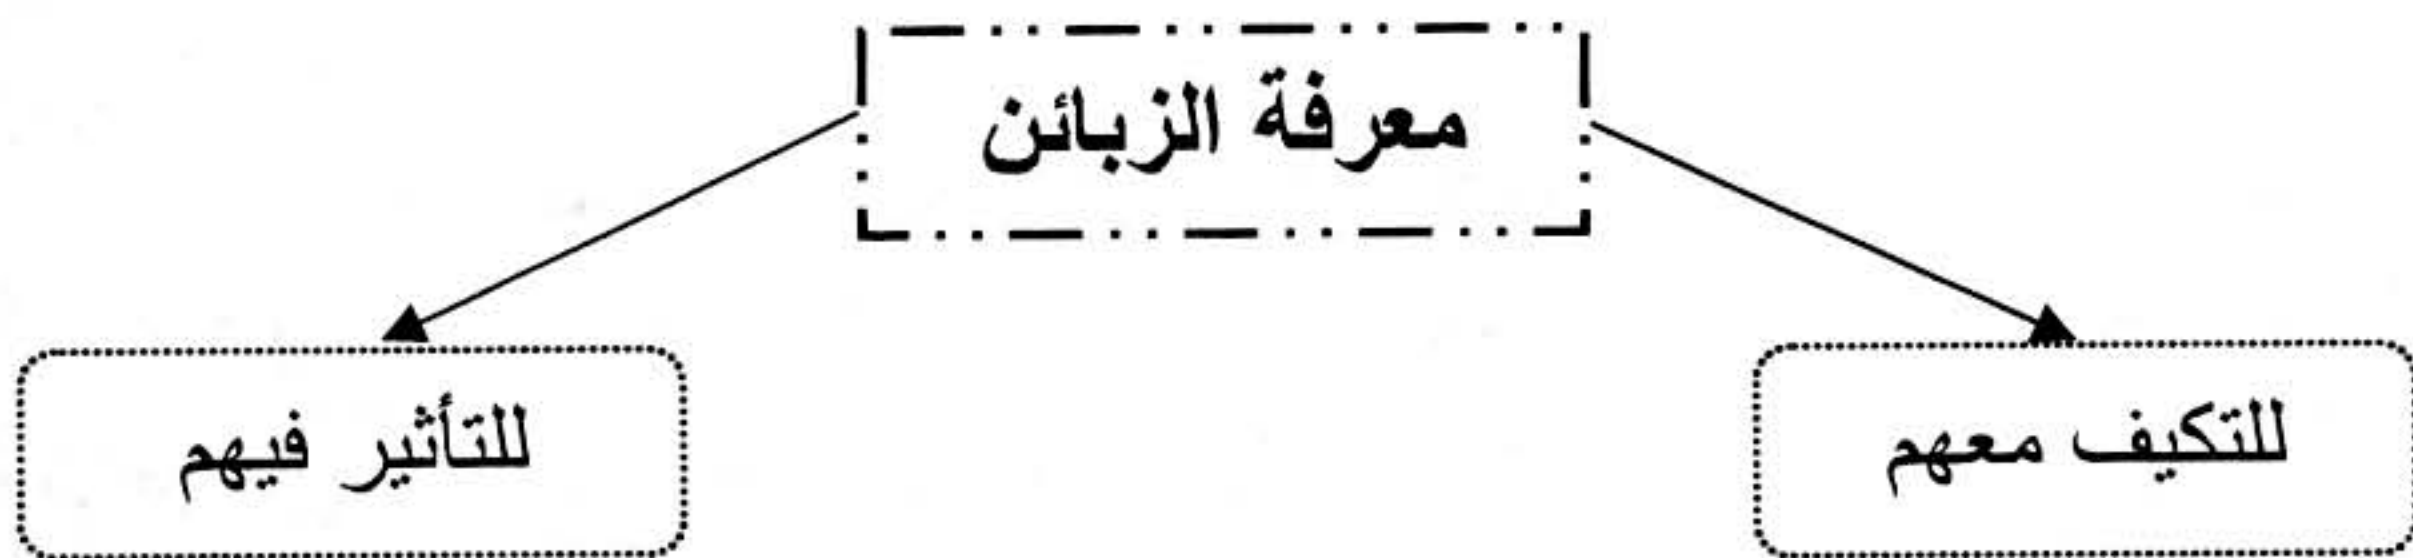 معرفة الزبائن
للتكيف معهم
للتأثير فيهم